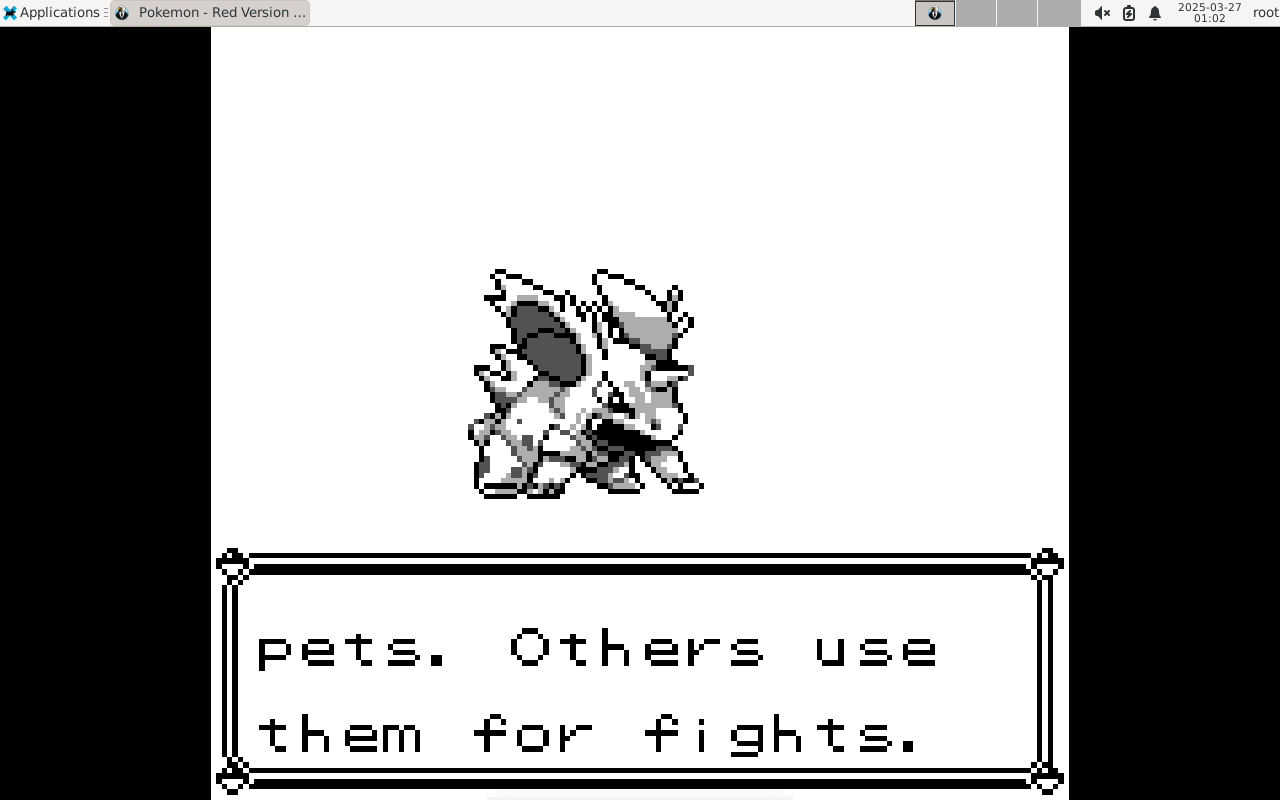 Applications
Pokemon - Red Version ...
2025-03-27
01:02
root
pets. Others use
them for fights.